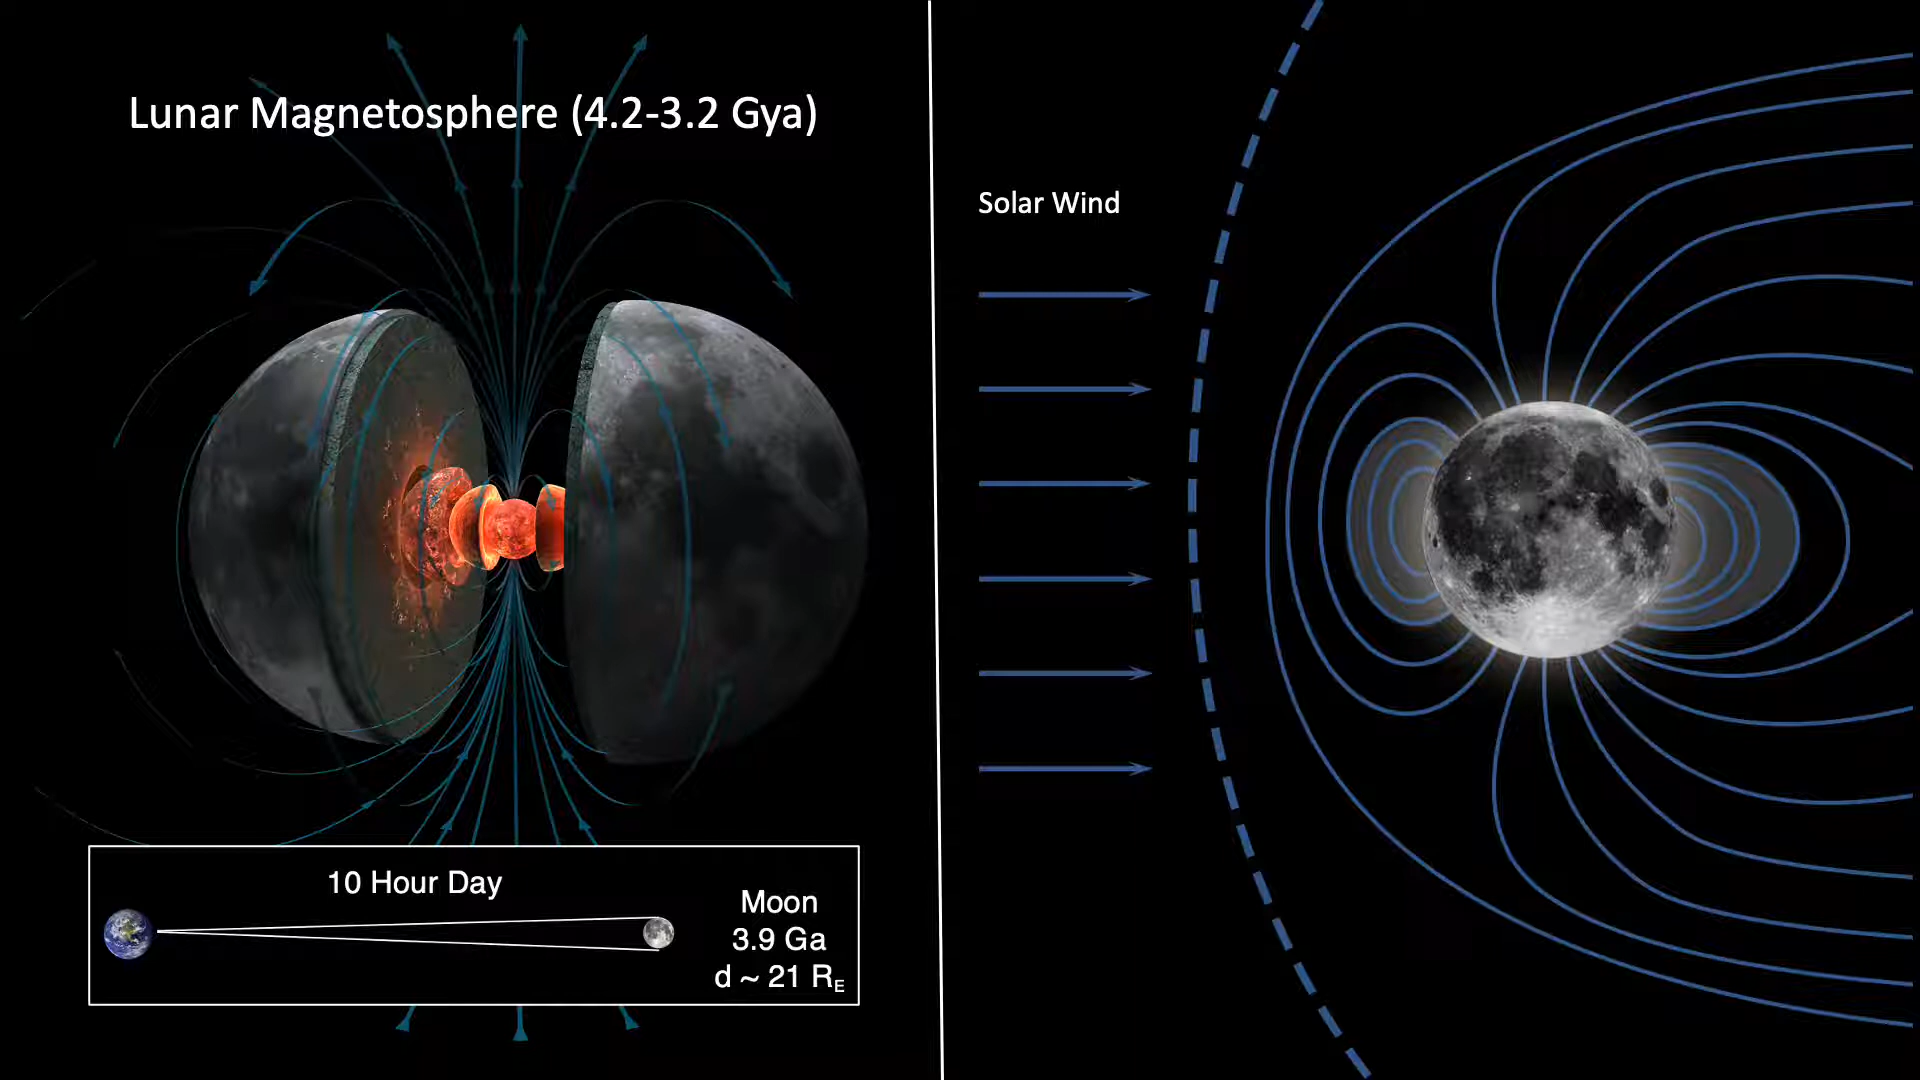 Lunar Magnetosphere (4.2-3.2 Gya)
Solar Wind
10 Hour Day
Moon
3.9 Ga
d ~ 21 RE